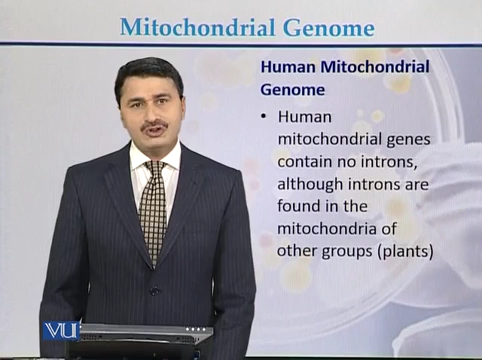 Mitochondrial Genome
Human Mitochondrial
Genome
• Human
mitochondrial genes
contain no introns,
although introns are
found in the
mitochondria of
other groups (plants)
VU